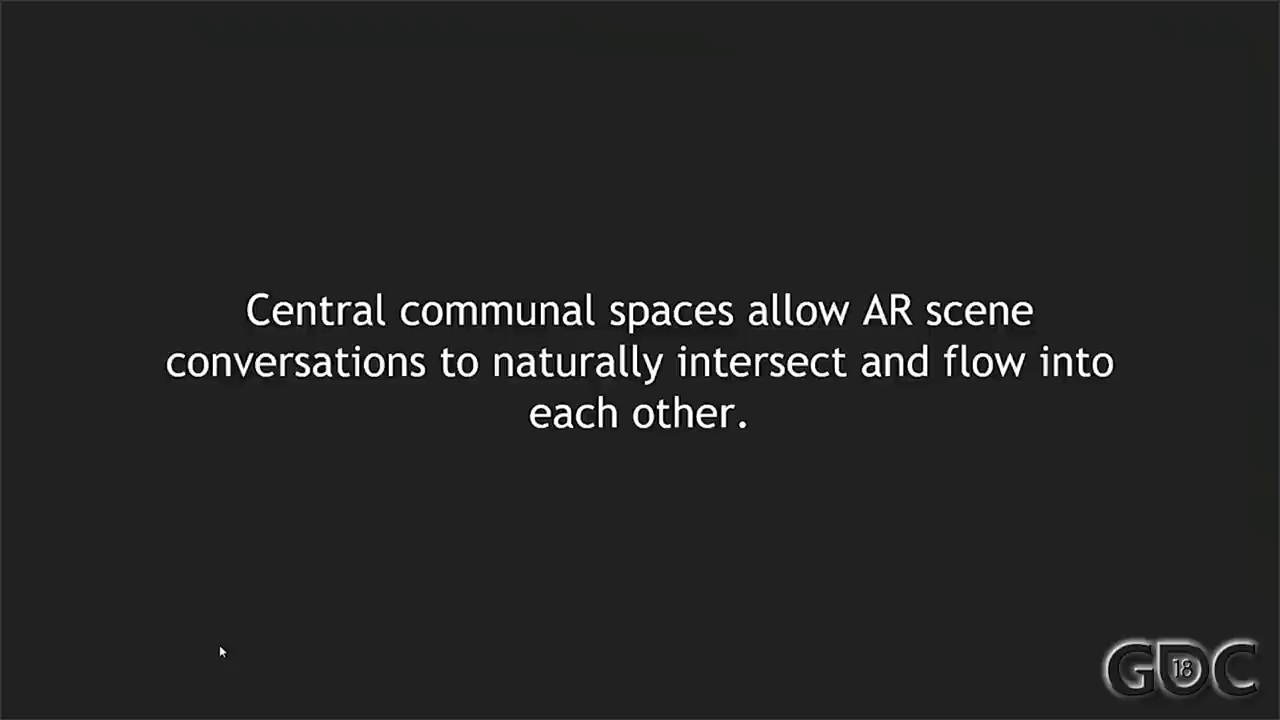 Central communal spaces allow AR scene
conversations to naturally intersect and flow into
each other.
GDC
18